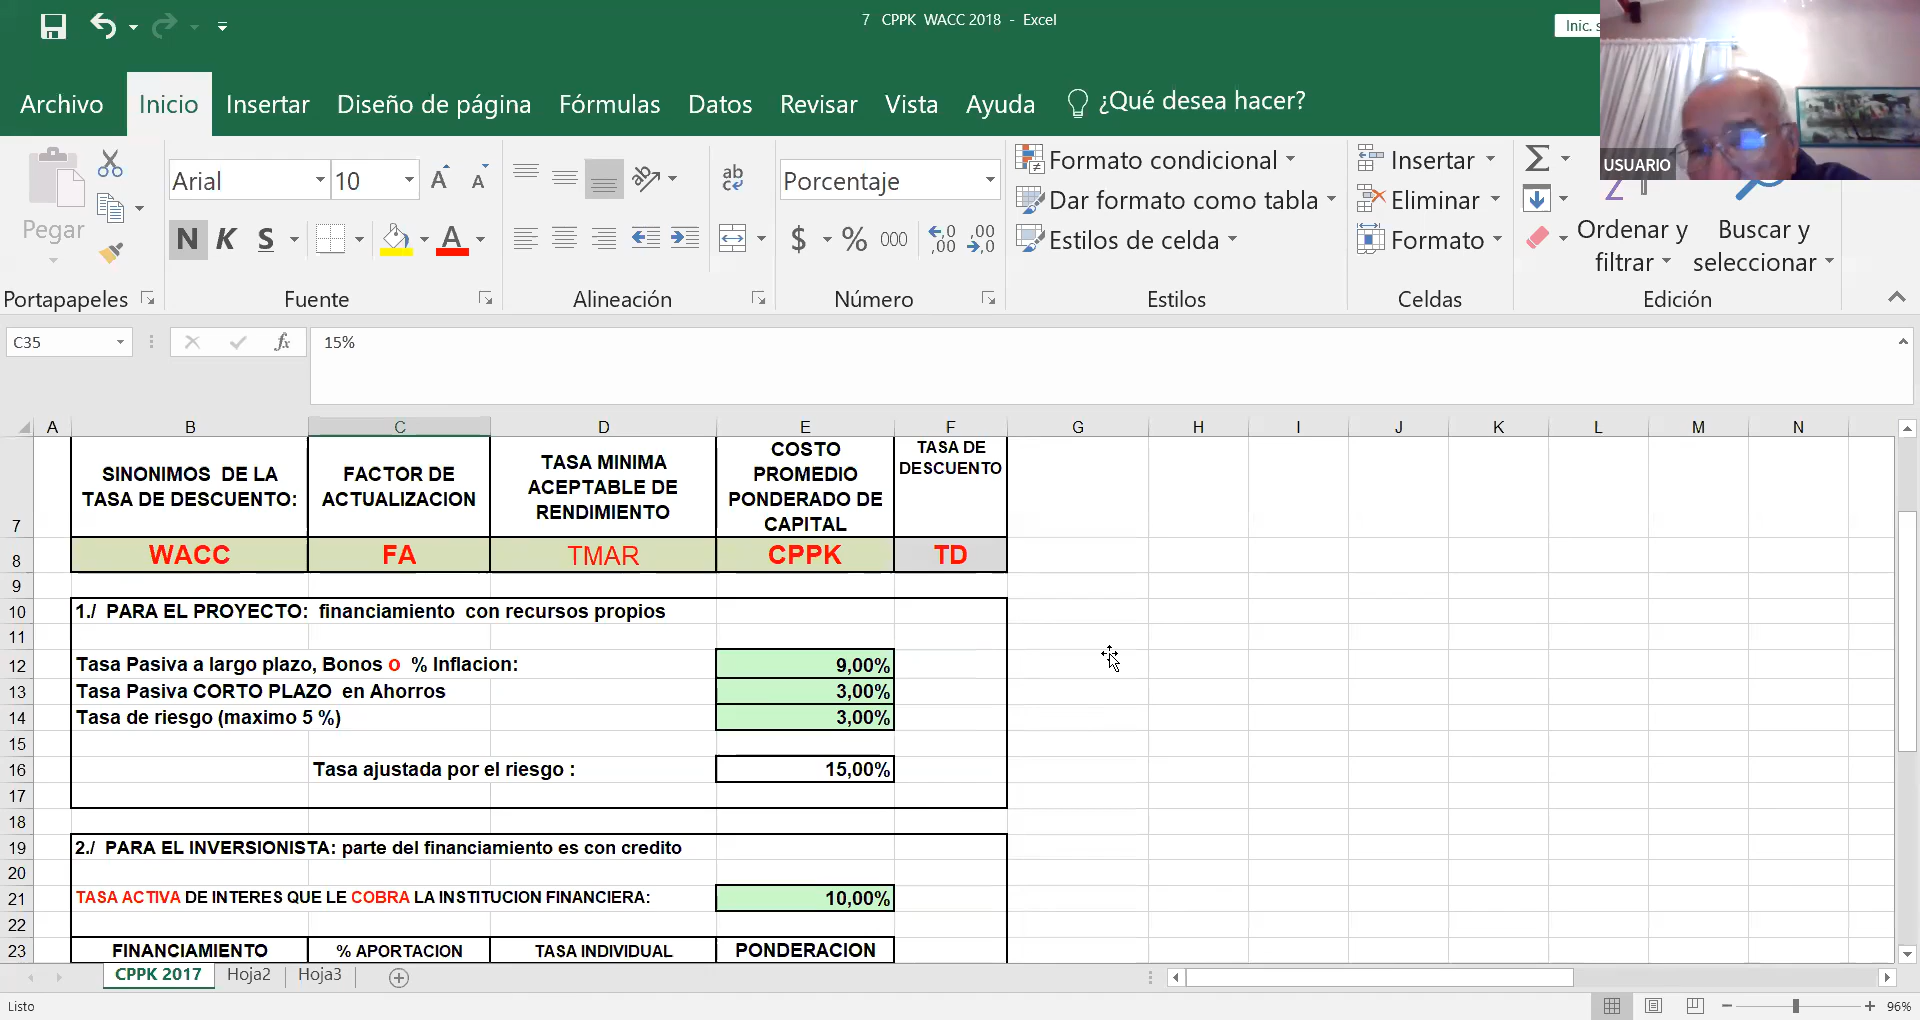 7 CPPK WACC 2018 - Excel
Inic. s
Archivo Inicio Insertar Diseño de página Fórmulas Datos Revisar Vista Ayuda ¿Qué desea hacer?
USUARIO
Pegar
Arial 10
N K S
Porcentaje
$ % 000
Formato condicional
Dar formato como tabla
Estilos de celda
Insertar
Eliminar
Formato
Ordenar y filtrar
Buscar y seleccionar
Portapapeles Fuente Alineación Número Estilos Celdas Edición
C35 fx 15%
A B C D E F G H I J K L M N
7 SINONIMOS DE LA TASA DE DESCUENTO: FACTOR DE ACTUALIZACION TASA MINIMA ACEPTABLE DE RENDIMIENTO COSTO PROMEDIO PONDERADO DE CAPITAL TASA DE DESCUENTO
8 WACC FA TMAR CPPK TD
9
10 1./ PARA EL PROYECTO: financiamiento con recursos propios
11
12 Tasa Pasiva a largo plazo, Bonos o % Inflacion: 9,00%
13 Tasa Pasiva CORTO PLAZO en Ahorros 3,00%
14 Tasa de riesgo (maximo 5 %) 3,00%
15
16 Tasa ajustada por el riesgo : 15,00%
17
18
19 2./ PARA EL INVERSIONISTA: parte del financiamiento es con credito
20
21 TASA ACTIVA DE INTERES QUE LE COBRA LA INSTITUCION FINANCIERA: 10,00%
22
23 FINANCIAMIENTO % APORTACION TASA INDIVIDUAL PONDERACION
CPPK 2017 Hoja2 Hoja3
Listo 96%